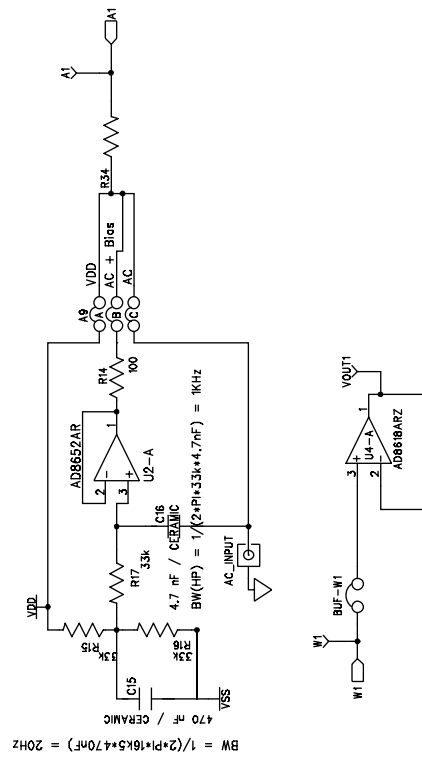 A1
A1
R34
VDD
AC + Bias
AC
A9
A
B
C
R14
100
AD8652AR
2
-
3
+
1
U2-A
R17
33k
C16
4.7 nF / CERAMIC
BW(HP) = 1/(2*PI*33k*4.7nF) = 1KHz
AC_INPUT
VDD
R15
33k
R16
33k
C15
470 nF / CERAMIC
VSS
BW = 1/(2*PI*16k5*470nF) = 20Hz
VOUT1
1
U4-A
AD8618ARZ
3
+
2
-
BUF-W1
W1
W1